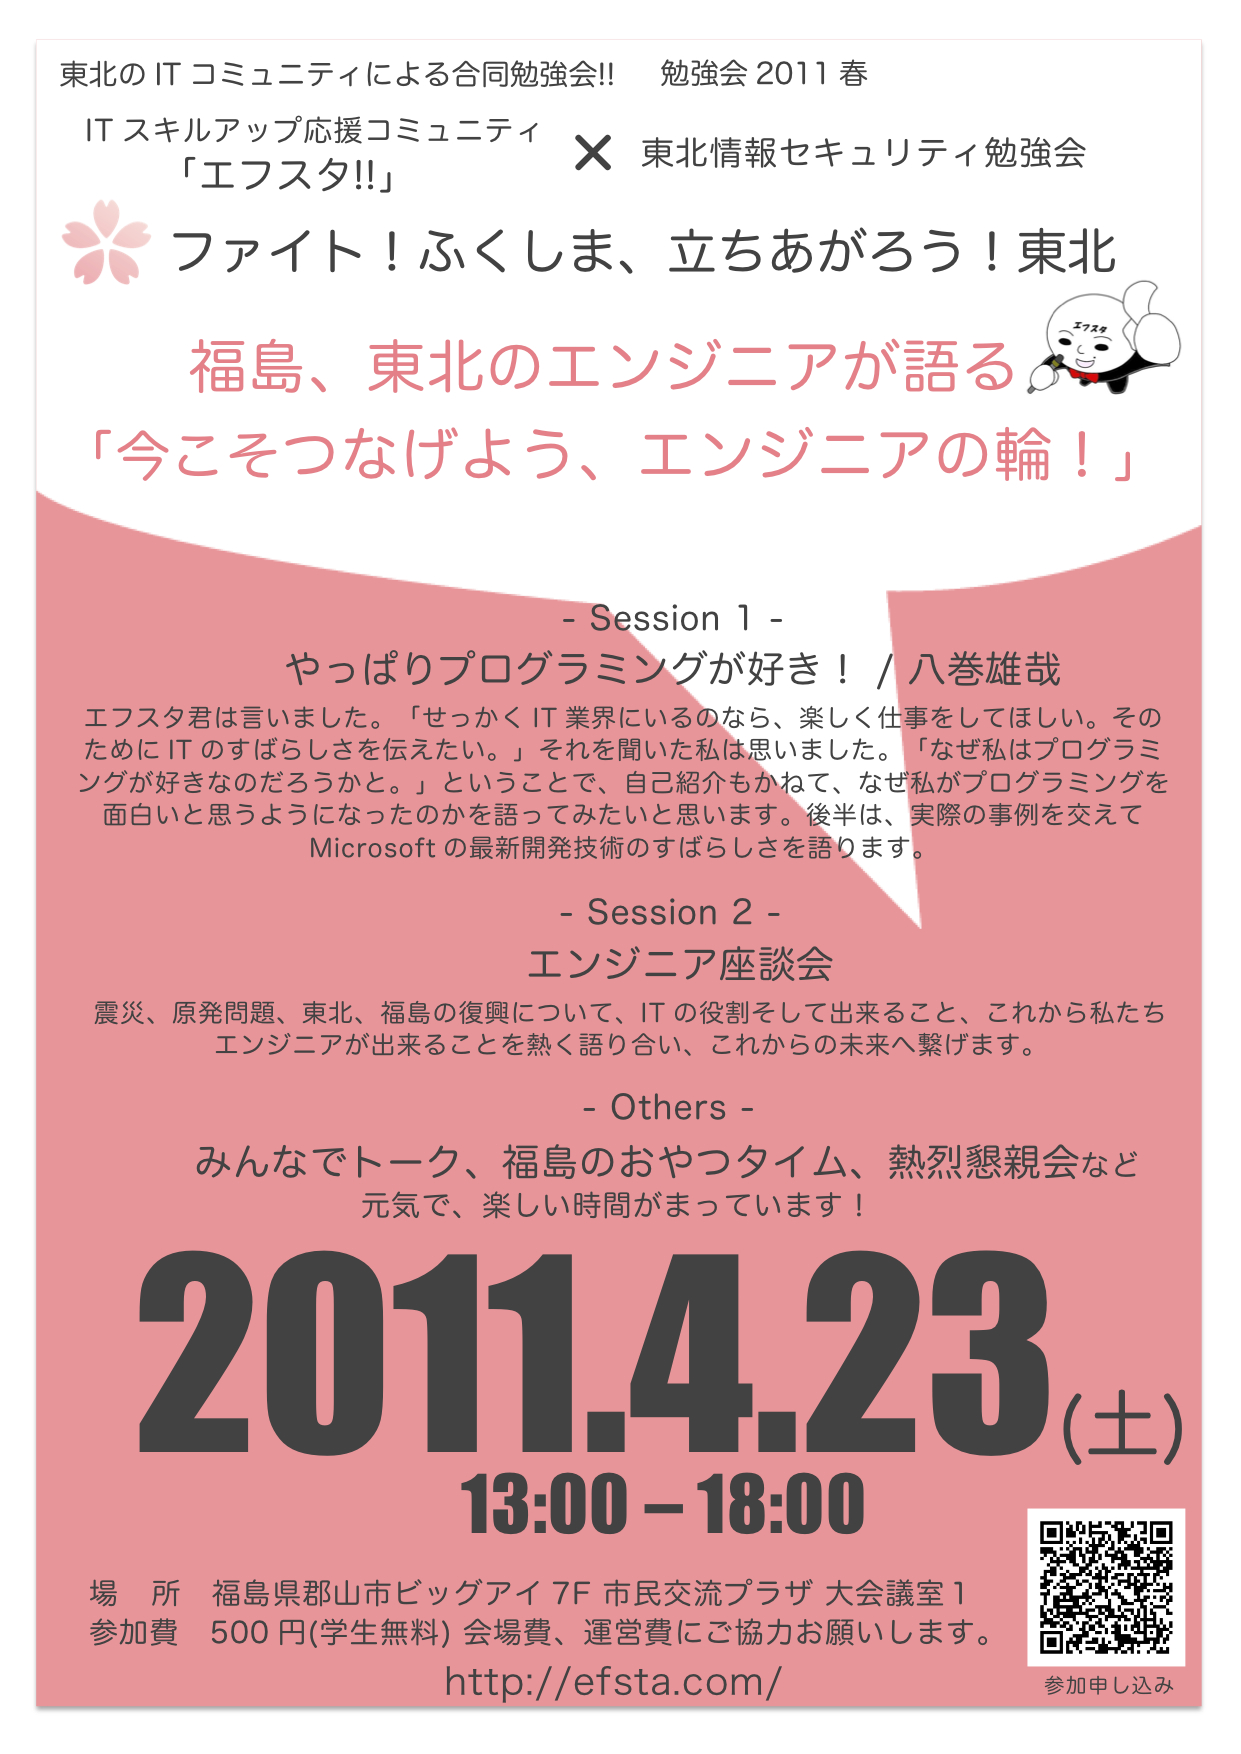 東北の IT コミュニティによる合同勉強会!!　勉強会 2011 春
IT スキルアップ応援コミュニティ
「エフスタ!!」
× 東北情報セキュリティ勉強会
ファイト！ふくしま、立ちあがろう！東北
エフスタ
福島、東北のエンジニアが語る
「今こそつなげよう、エンジニアの輪！」
- Session 1 -
やっぱりプログラミングが好き！ / 八巻雄哉
エフスタ君は言いました。「せっかく IT 業界にいるのなら、楽しく仕事をしてほしい。その
ために IT のすばらしさを伝えたい。」それを聞いた私は思いました。「なぜ私はプログラミ
ングが好きなのだろうかと。」ということで、自己紹介もかねて、なぜ私がプログラミングを
面白いと思うようになったのかを語ってみたいと思います。後半は、実際の事例を交えて
Microsoft の最新開発技術のすばらしさを語ります。
- Session 2 -
エンジニア座談会
震災、原発問題、東北、福島の復興について、IT の役割そして出来ること、これから私たち
エンジニアが出来ることを熱く語り合い、これからの未来へ繋げます。
- Others -
みんなでトーク、福島のおやつタイム、熱烈懇親会など
元気で、楽しい時間がまっています！
2011.4.23(土)
13:00 – 18:00
場　所　福島県郡山市ビッグアイ 7F 市民交流プラザ 大会議室 1
参加費　500 円(学生無料) 会場費、運営費にご協力お願いします。
http://efsta.com/
参加申し込み